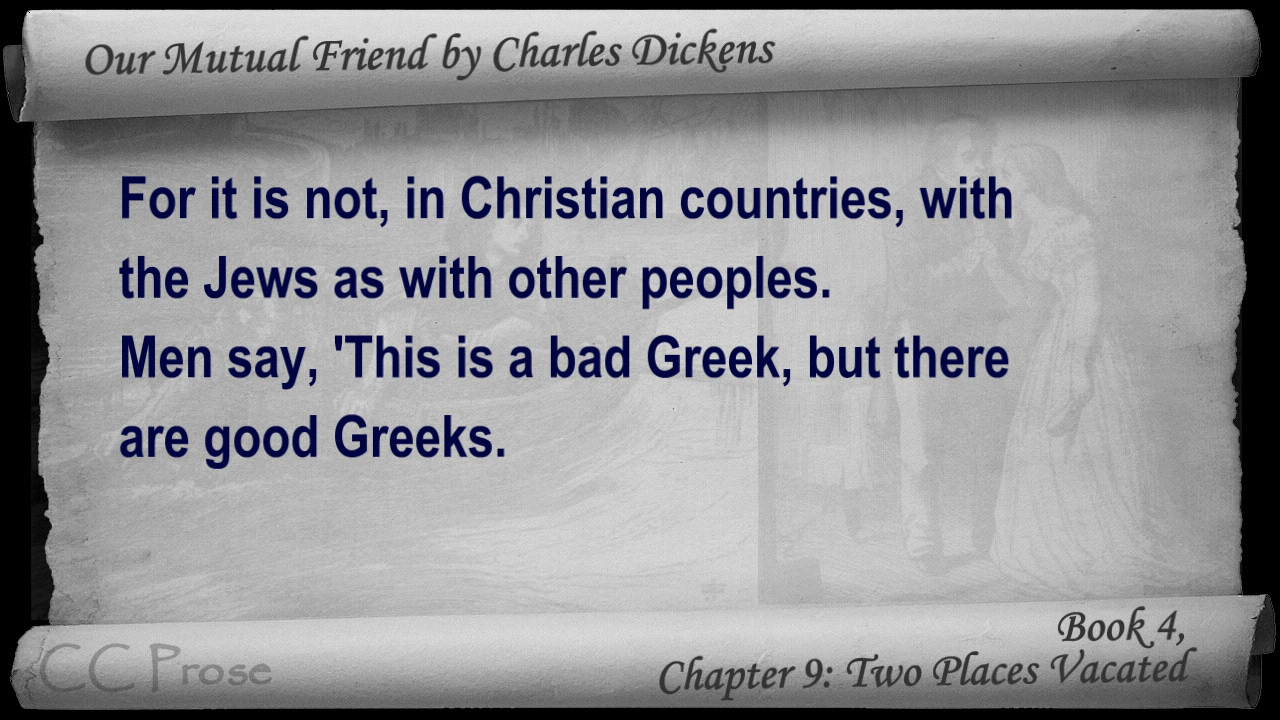 Our Mutual Friend by Charles Dickens
For it is not, in Christian countries, with
the Jews as with other peoples.
Men say, 'This is a bad Greek, but there
are good Greeks.
CC Prose
Book 4,
Chapter 9: Two Places Vacated